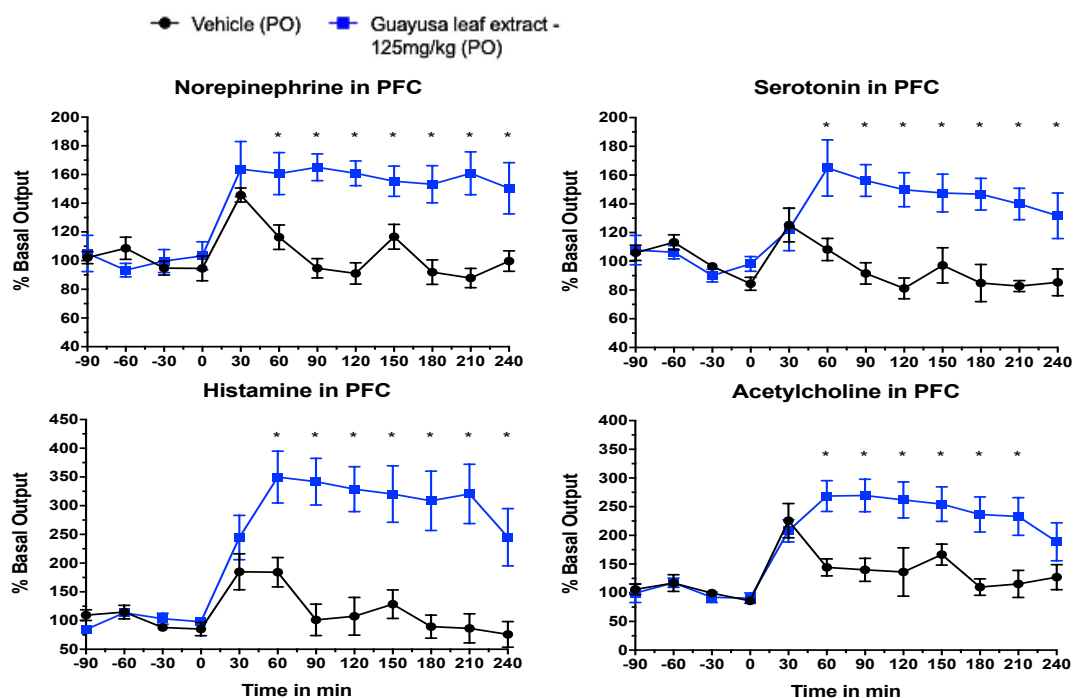 Vehicle (PO)
Guayusa leaf extract -
125mg/kg (PO)
Norepinephrine in PFC
% Basal Output
200
180
160
140
120
100
80
60
40
* * * * * * *
-90 -60 -30 0 30 60 90 120 150 180 210 240
Serotonin in PFC
% Basal Output
200
180
160
140
120
100
80
60
40
* * * * * * *
-90 -60 -30 0 30 60 90 120 150 180 210 240
Histamine in PFC
% Basal Output
450
400
350
300
250
200
150
100
50
* * * * * * *
-90 -60 -30 0 30 60 90 120 150 180 210 240
Time in min
Acetylcholine in PFC
% Basal Output
400
350
300
250
200
150
100
50
0
* * * * * *
-90 -60 -30 0 30 60 90 120 150 180 210 240
Time in min